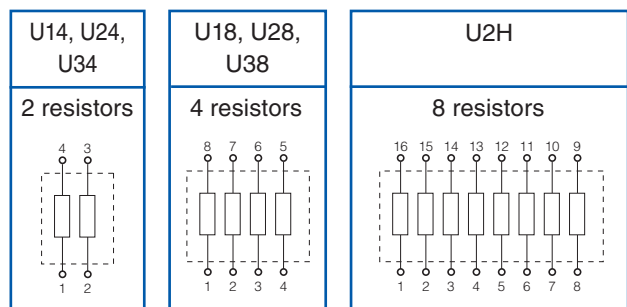 U14, U24,
U34
2 resistors
4 3
1 2
U18, U28,
U38
4 resistors
8 7 6 5
1 2 3 4
U2H
8 resistors
16 15 14 13 12 11 10 9
1 2 3 4 5 6 7 8